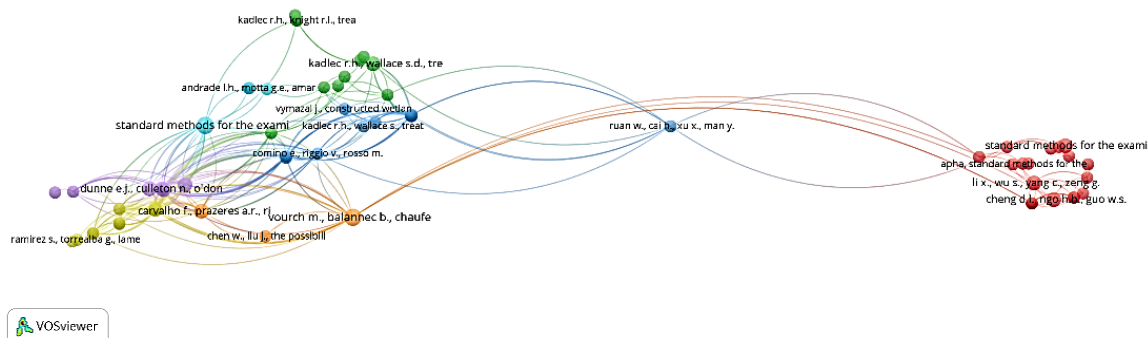 kadlec r.h., knight r.l., trea
kadlec r.h., wallace s.d., tre
andrade l.h., motta g.e., amar
vymazal j., constructed wetlan
standard methods for the exami
kadlec r.h., wallace s., treat
ruan w., cai h., xu x., man y.
comino e., riggio v., rosso m.
standard methods for the exami
apha, standard methods for the
li x., wu s., yang c., zeng g.
dunne e.j., culleton n., o'don
cheng d.l., ngo h.h., guo w.s.
carvalho f., prazeres a.r., ri
vourch m., balannec b., chaufe
ramirez s., torrealba g., lame
chen w., liu j., the possibili
VOSviewer